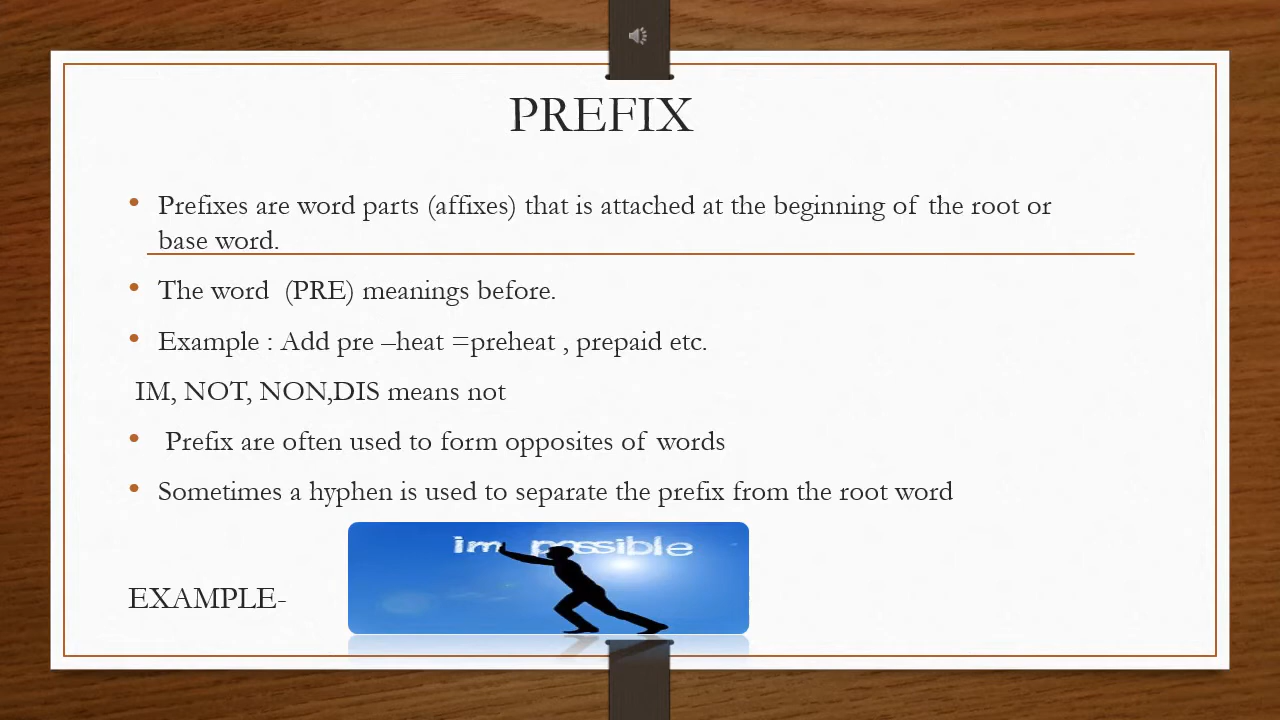 PREFIX
• Prefixes are word parts (affixes) that is attached at the beginning of the root or
base word.
• The word (PRE) meanings before.
• Example : Add pre –heat =preheat , prepaid etc.
IM, NOT, NON,DIS means not
• Prefix are often used to form opposites of words
• Sometimes a hyphen is used to separate the prefix from the root word
im possible
EXAMPLE-